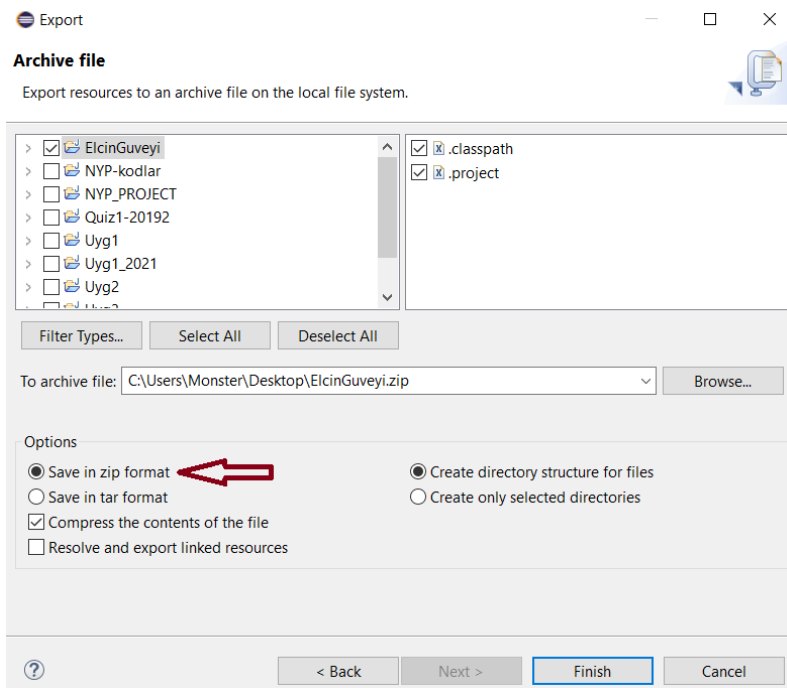 Export
Archive file
Export resources to an archive file on the local file system.
ElcinGuveyi
NYP-kodlar
NYP_PROJECT
Quiz1-20192
Uyg1
Uyg1_2021
Uyg2
.classpath
.project
Filter Types... Select All Deselect All
To archive file: C:\Users\Monster\Desktop\ElcinGuveyi.zip Browse...
Options
Save in zip format
Save in tar format
Compress the contents of the file
Resolve and export linked resources
Create directory structure for files
Create only selected directories
? < Back Next > Finish Cancel